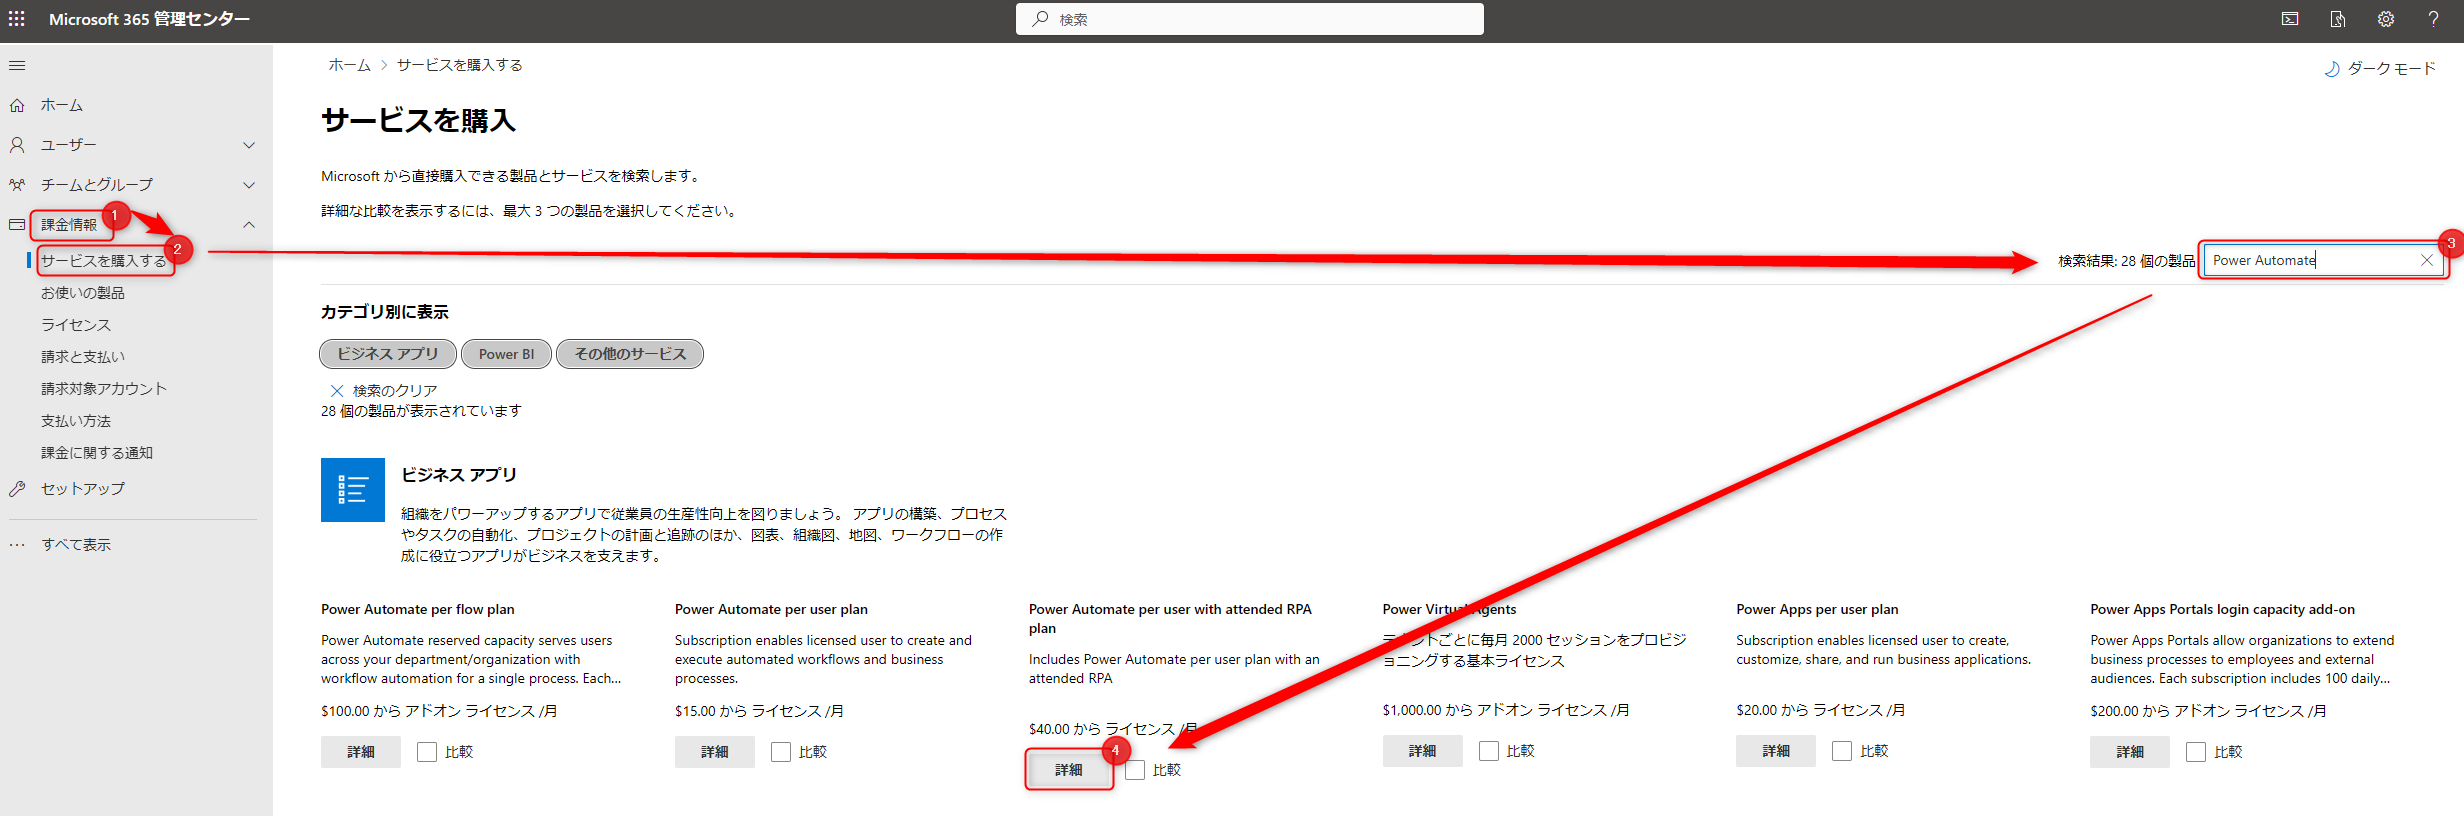 Microsoft 365 管理センター
検索
ホーム > サービスを購入する
ダーク モード
ホーム
ユーザー
チームとグループ
課金情報
1
サービスを購入する
2
お使いの製品
ライセンス
請求と支払い
請求対象アカウント
支払い方法
課金に関する通知
セットアップ
すべて表示
サービスを購入
Microsoft から直接購入できる製品とサービスを検索します。
詳細な比較を表示するには、最大 3 つの製品を選択してください。
検索結果: 28 個の製品
Power Automate
3
カテゴリ別に表示
ビジネス アプリ
Power BI
その他のサービス
検索のクリア
28 個の製品が表示されています
ビジネス アプリ
組織をパワーアップするアプリで従業員の生産性向上を図りましょう。 アプリの構築、プロセス
やタスクの自動化、プロジェクトの計画と追跡のほか、図表、組織図、地図、ワークフローの作
成に役立つアプリがビジネスを支えます。
Power Automate per flow plan
Power Automate reserved capacity serves users
across your department/organization with
workflow automation for a single process. Each...
$100.00 から アドオン ライセンス /月
詳細
比較
Power Automate per user plan
Subscription enables licensed user to create and
execute automated workflows and business
processes.
$15.00 から ライセンス /月
詳細
比較
Power Automate per user with attended RPA
plan
Includes Power Automate per user plan with an
attended RPA
$40.00 から ライセンス /月
4
詳細
比較
Power Virtual Agents
テナントごとに毎月 2000 セッションをプロビジ
ョニングする基本ライセンス
$1,000.00 から アドオン ライセンス /月
詳細
比較
Power Apps per user plan
Subscription enables licensed user to create,
customize, share, and run business applications.
$20.00 から ライセンス /月
詳細
比較
Power Apps Portals login capacity add-on
Power Apps Portals allow organizations to extend
business processes to employees and external
audiences. Each subscription includes 100 daily...
$200.00 から アドオン ライセンス /月
詳細
比較